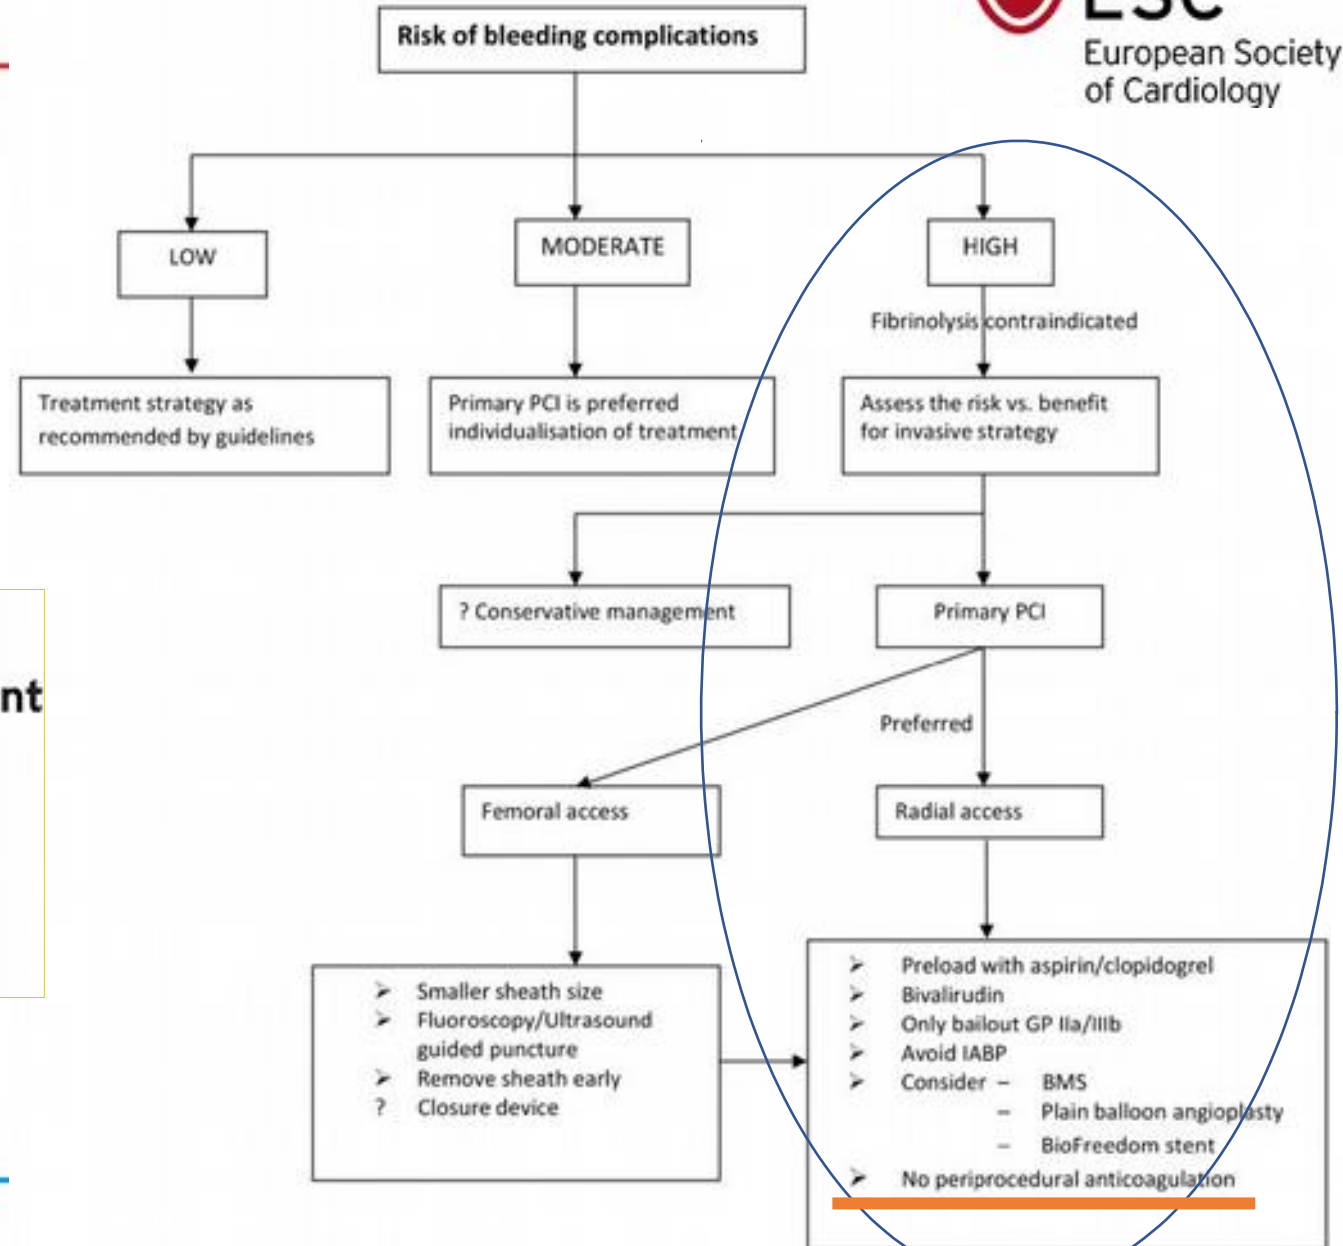 Risk of bleeding complications
ESC
European Society
of Cardiology
LOW
MODERATE
HIGH
Fibrinolysis contraindicated
Treatment strategy as
recommended by guidelines
Primary PCI is preferred
individualisation of treatment
Assess the risk vs. benefit
for invasive strategy
? Conservative management
Primary PCI
nt
Preferred
Femoral access
Radial access
➢ Smaller sheath size
➢ Fluoroscopy/Ultrasound
guided puncture
➢ Remove sheath early
? Closure device
➢ Preload with aspirin/clopidogrel
➢ Bivalirudin
➢ Only bailout GP IIa/IIIb
➢ Avoid IABP
➢ Consider – BMS
– Plain balloon angioplasty
– BioFreedom stent
➢ No periprocedural anticoagulation